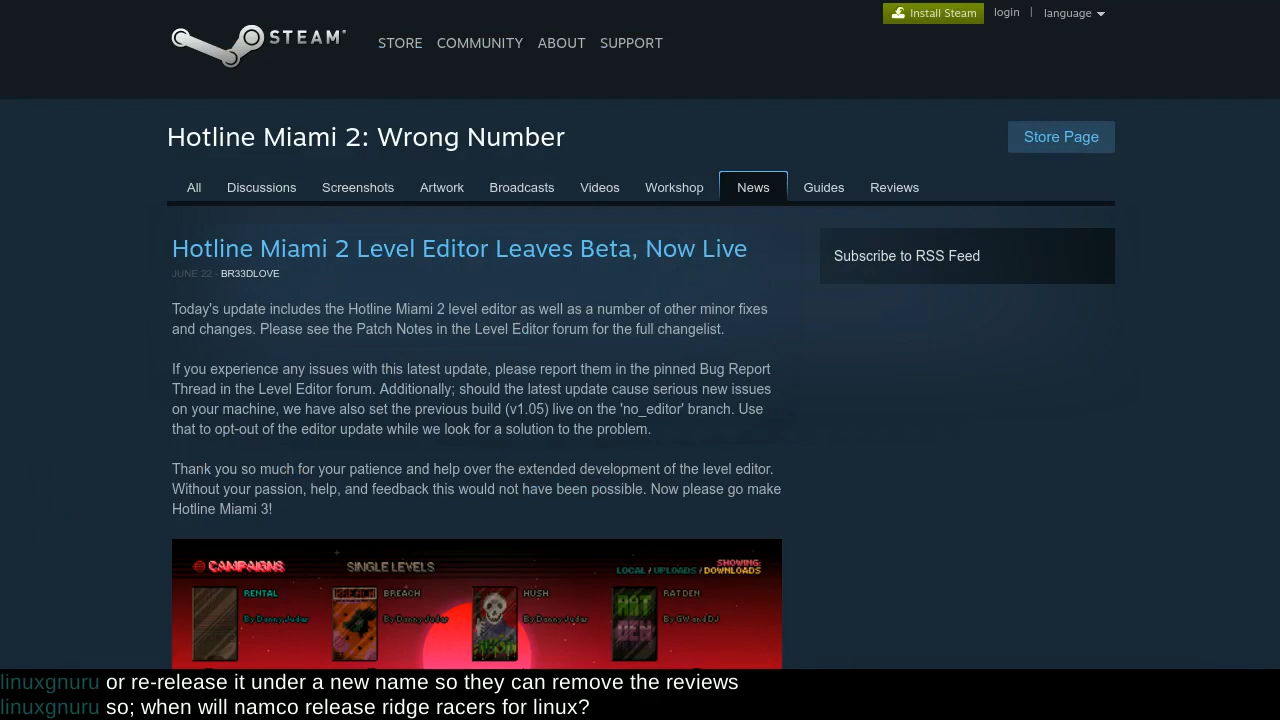 Install Steam
login | language
STEAM
STORE COMMUNITY ABOUT SUPPORT
Hotline Miami 2: Wrong Number
Store Page
All Discussions Screenshots Artwork Broadcasts Videos Workshop News Guides Reviews
Hotline Miami 2 Level Editor Leaves Beta, Now Live
JUNE 22 - BR33DLOVE
Today's update includes the Hotline Miami 2 level editor as well as a number of other minor fixes
and changes. Please see the Patch Notes in the Level Editor forum for the full changelist.
If you experience any issues with this latest update, please report them in the pinned Bug Report
Thread in the Level Editor forum. Additionally; should the latest update cause serious new issues
on your machine, we have also set the previous build (v1.05) live on the 'no_editor' branch. Use
that to opt-out of the editor update while we look for a solution to the problem.
Thank you so much for your patience and help over the extended development of the level editor.
Without your passion, help, and feedback this would not have been possible. Now please go make
Hotline Miami 3!
Subscribe to RSS Feed
CAMPAIGNS SINGLE LEVELS
SHOWING:
LOCAL / UPLOADS / DOWNLOADS
RENTAL BREACH HUSH RAT DEN
By GW and DJ
linuxgnuru or re-release it under a new name so they can remove the reviews
linuxgnuru so; when will namco release ridge racers for linux?